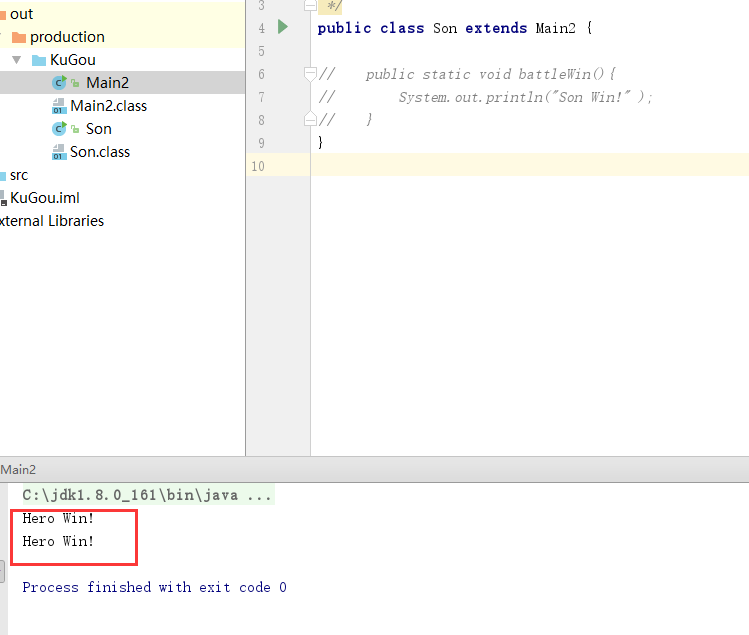 out
production
KuGou
Main2
Main2.class
Son
Son.class
src
KuGou.iml
xternal Libraries
3 */
4 public class Son extends Main2 {
5
6 //    public static void battleWin(){
7 //        System.out.println("Son Win!" );
8 //    }
9 }
10
Main2
C:\jdk1.8.0_161\bin\java ...
Hero Win!
Hero Win!
Process finished with exit code 0